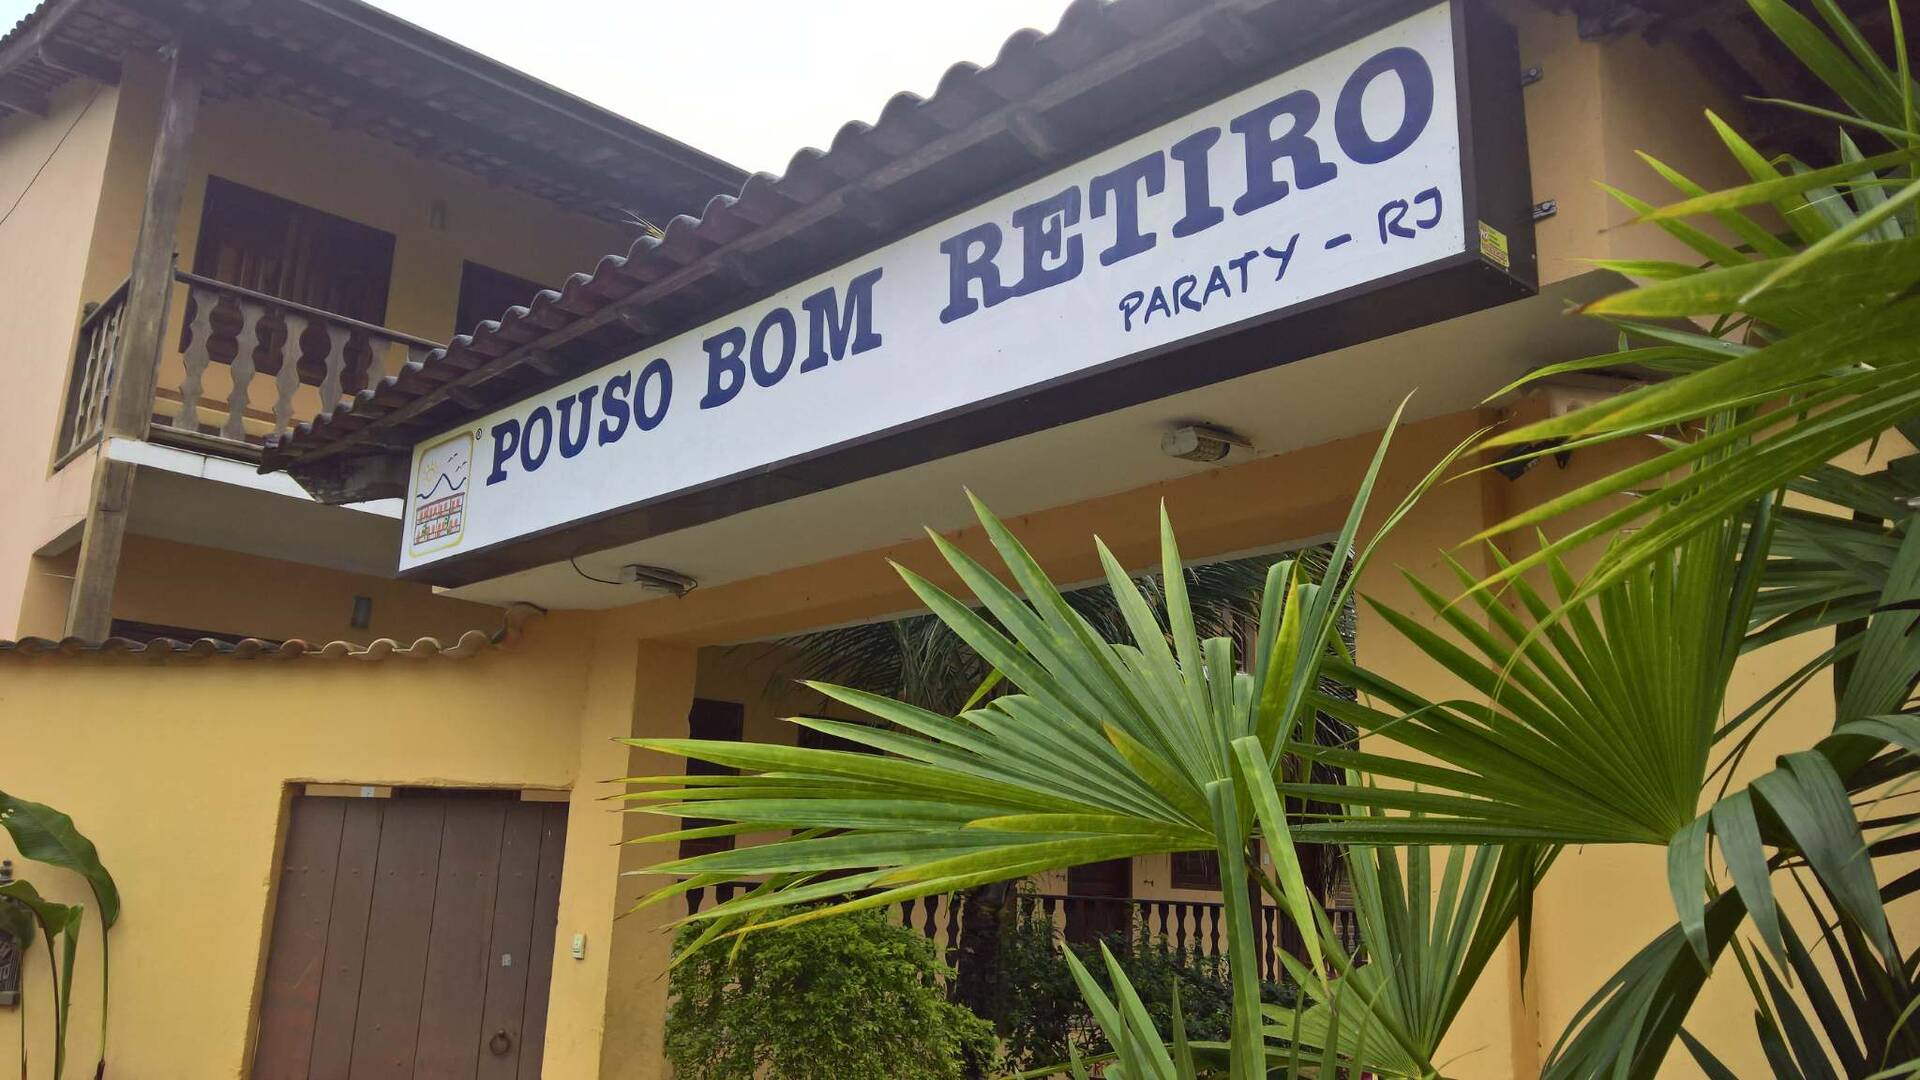 POUSO BOM RETIRO
PARATY - RJ